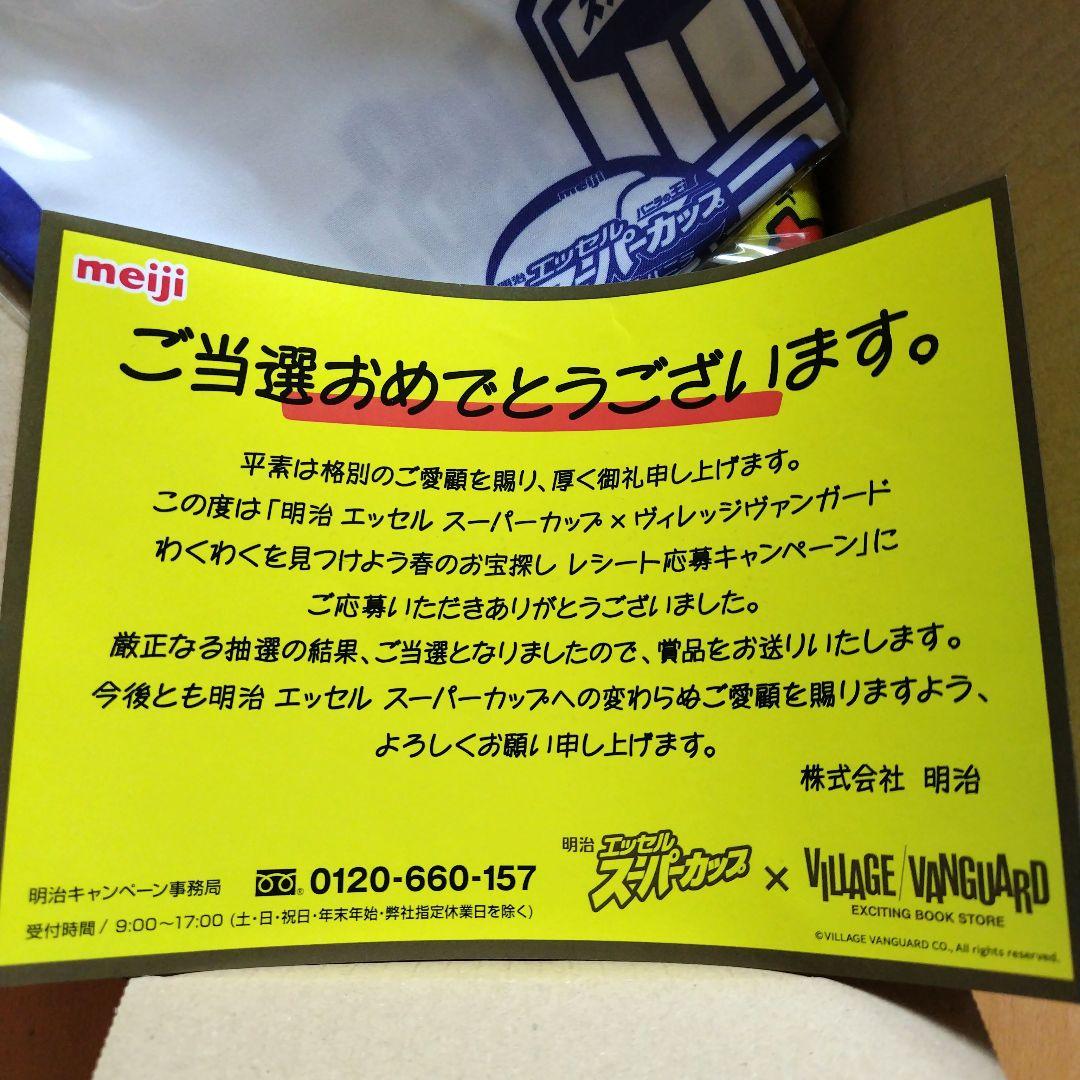 meiji
バニラの王
明治 エッセル
スーパーカップ
meiji
ご当選おめでとうございます。
平素は格別のご愛顧を賜り、厚く御礼申し上げます。
この度は「明治 エッセル スーパーカップ×ヴィレッジヴァンガード
わくわくを見つけよう春のお宝探し レシート応募キャンペーン」に
ご応募いただきありがとうございました。
厳正なる抽選の結果、ご当選となりましたので、賞品をお送りいたします。
今後とも明治 エッセル スーパーカップへの変わらぬご愛顧を賜りますよう、
よろしくお願い申し上げます。
株式会社 明治
明治 エッセル スーパーカップ × VILLAGE/VANGUARD
EXCITING BOOK STORE
明治キャンペーン事務局 0120-660-157
受付時間/ 9:00~17:00 (土・日・祝日・年末年始・弊社指定休業日を除く)
©VILLAGE VANGUARD CO., All rights reserved.